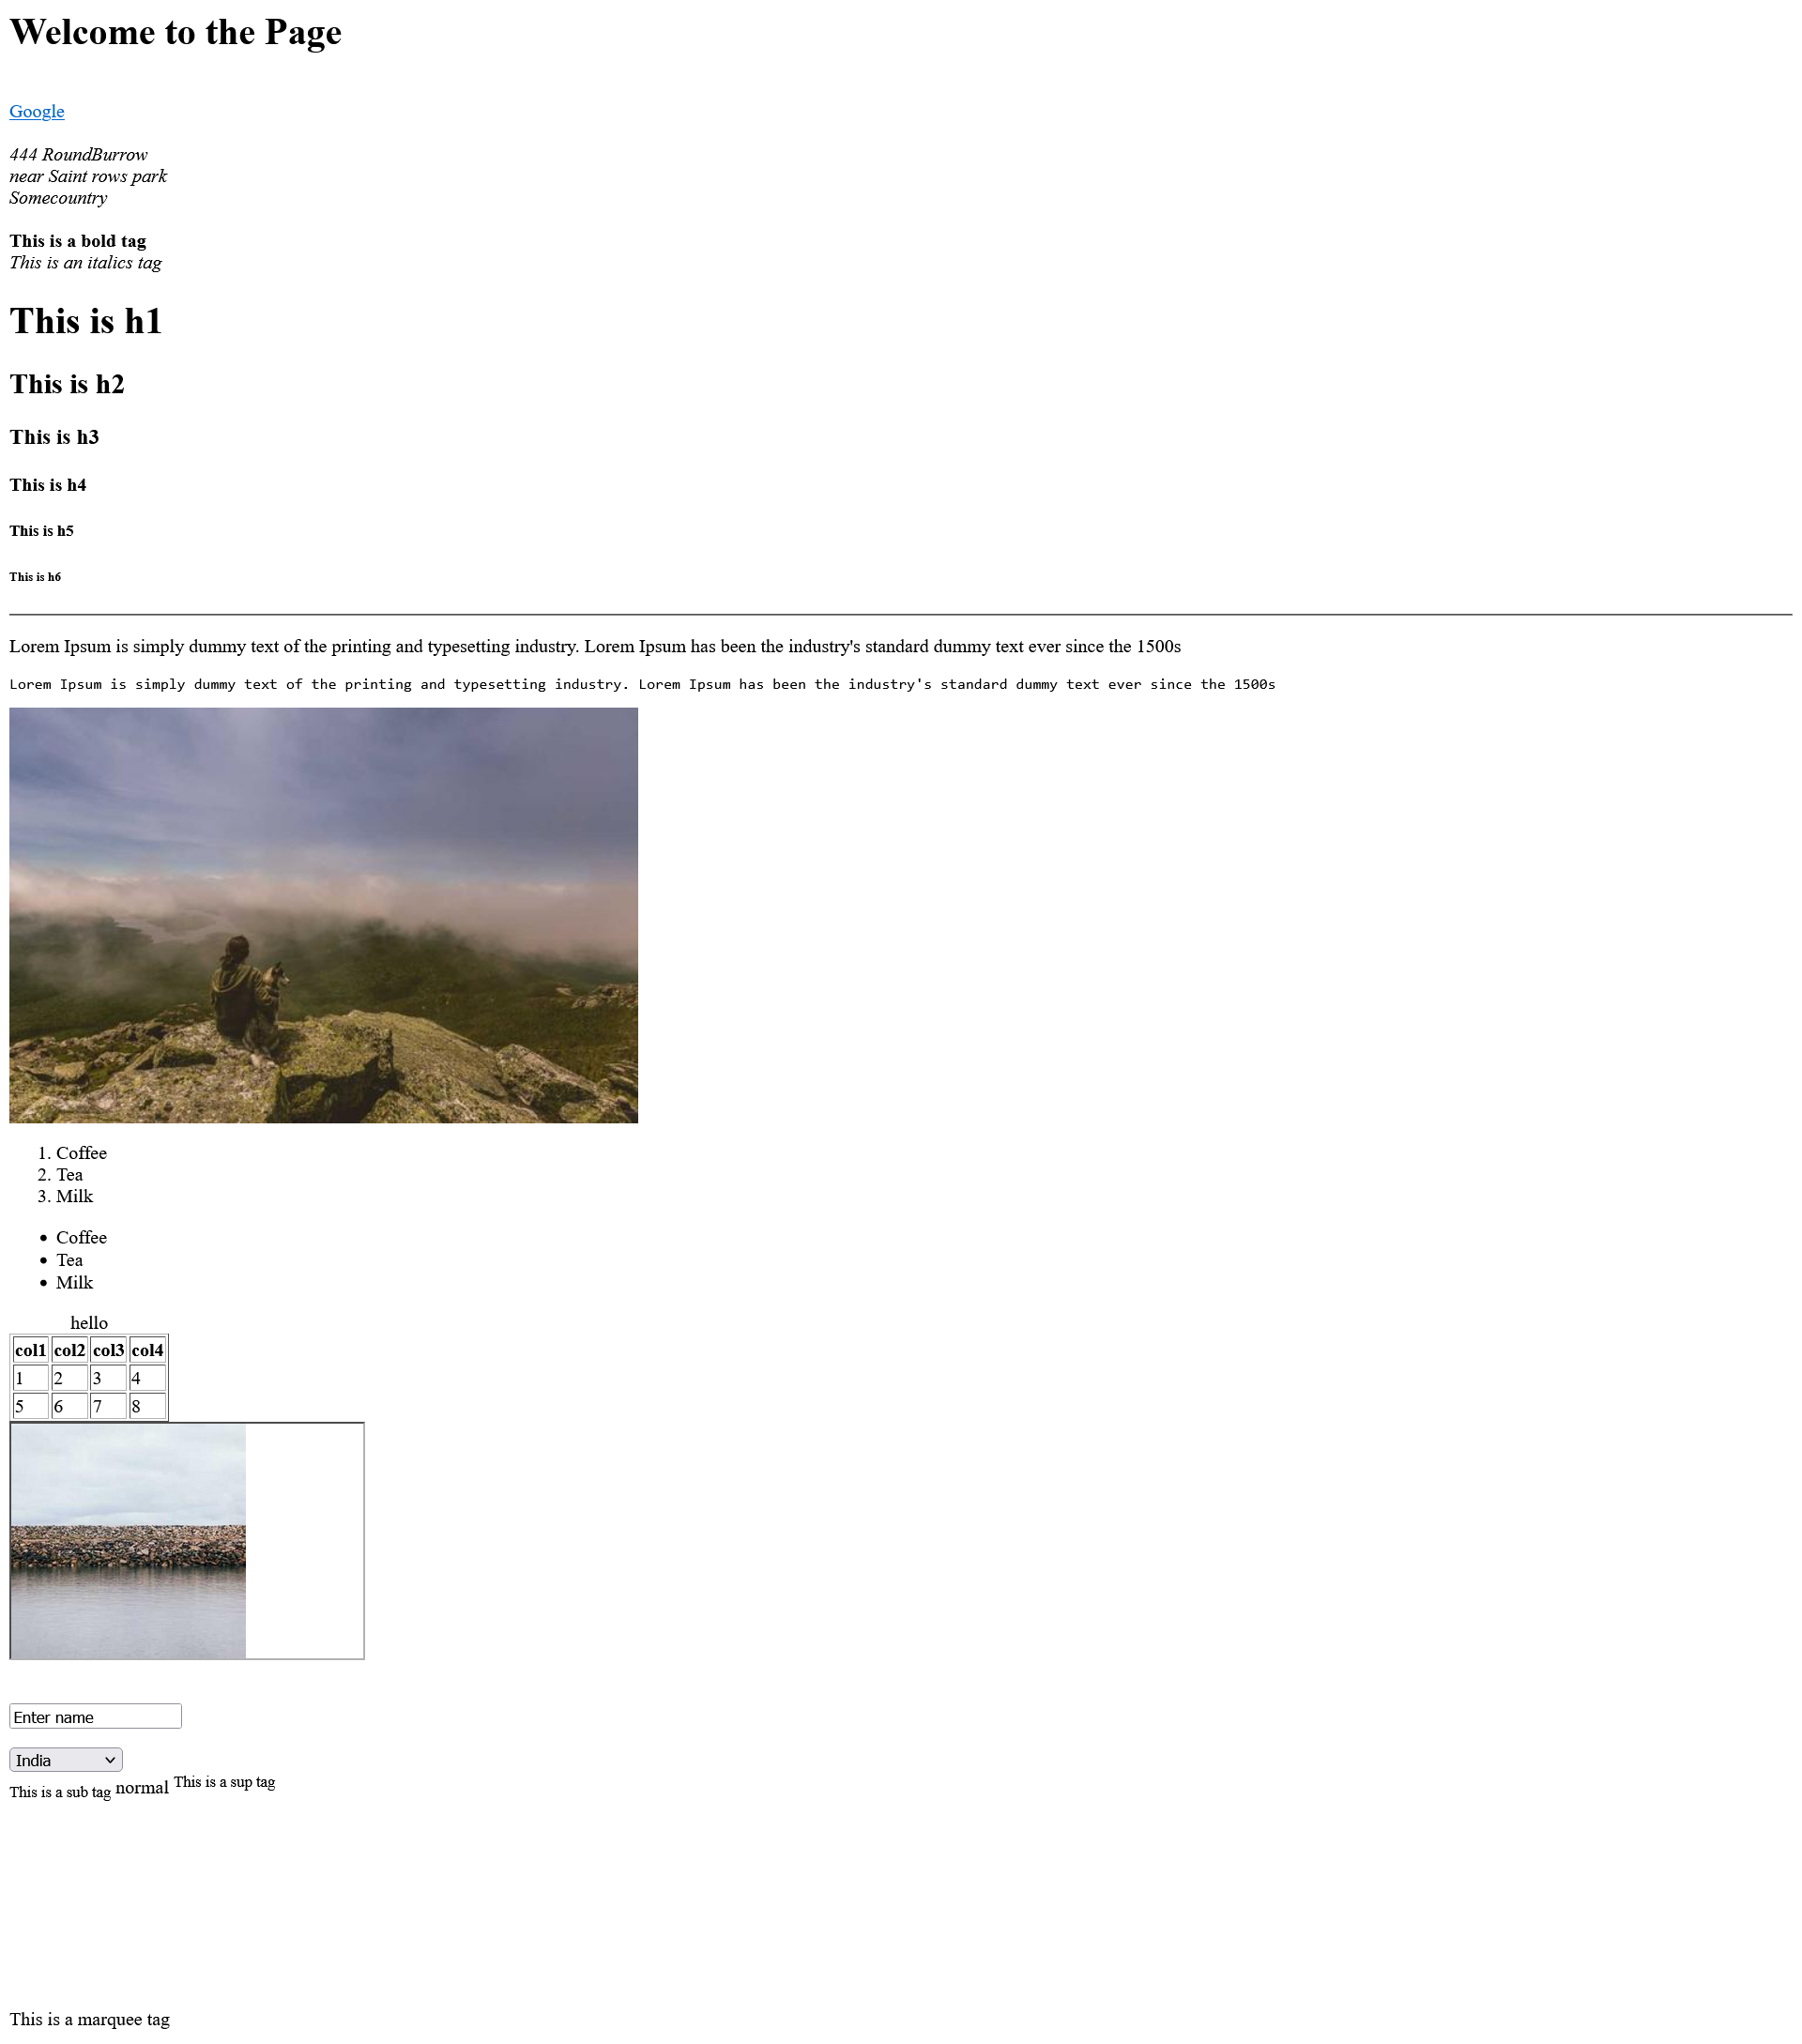 Welcome to the Page
Google
444 RoundBurrow
near Saint rows park
Somecountry
This is a bold tag
This is an italics tag
This is h1
This is h2
This is h3
This is h4
This is h5
This is h6
Lorem Ipsum is simply dummy text of the printing and typesetting industry. Lorem Ipsum has been the industry's standard dummy text ever since the 1500s
Lorem Ipsum is simply dummy text of the printing and typesetting industry. Lorem Ipsum has been the industry's standard dummy text ever since the 1500s
1. Coffee
2. Tea
3. Milk
• Coffee
• Tea
• Milk
hello
col1 col2 col3 col4
1 2 3 4
5 6 7 8
Enter name
India
This is a sub tag normal This is a sup tag
This is a marquee tag